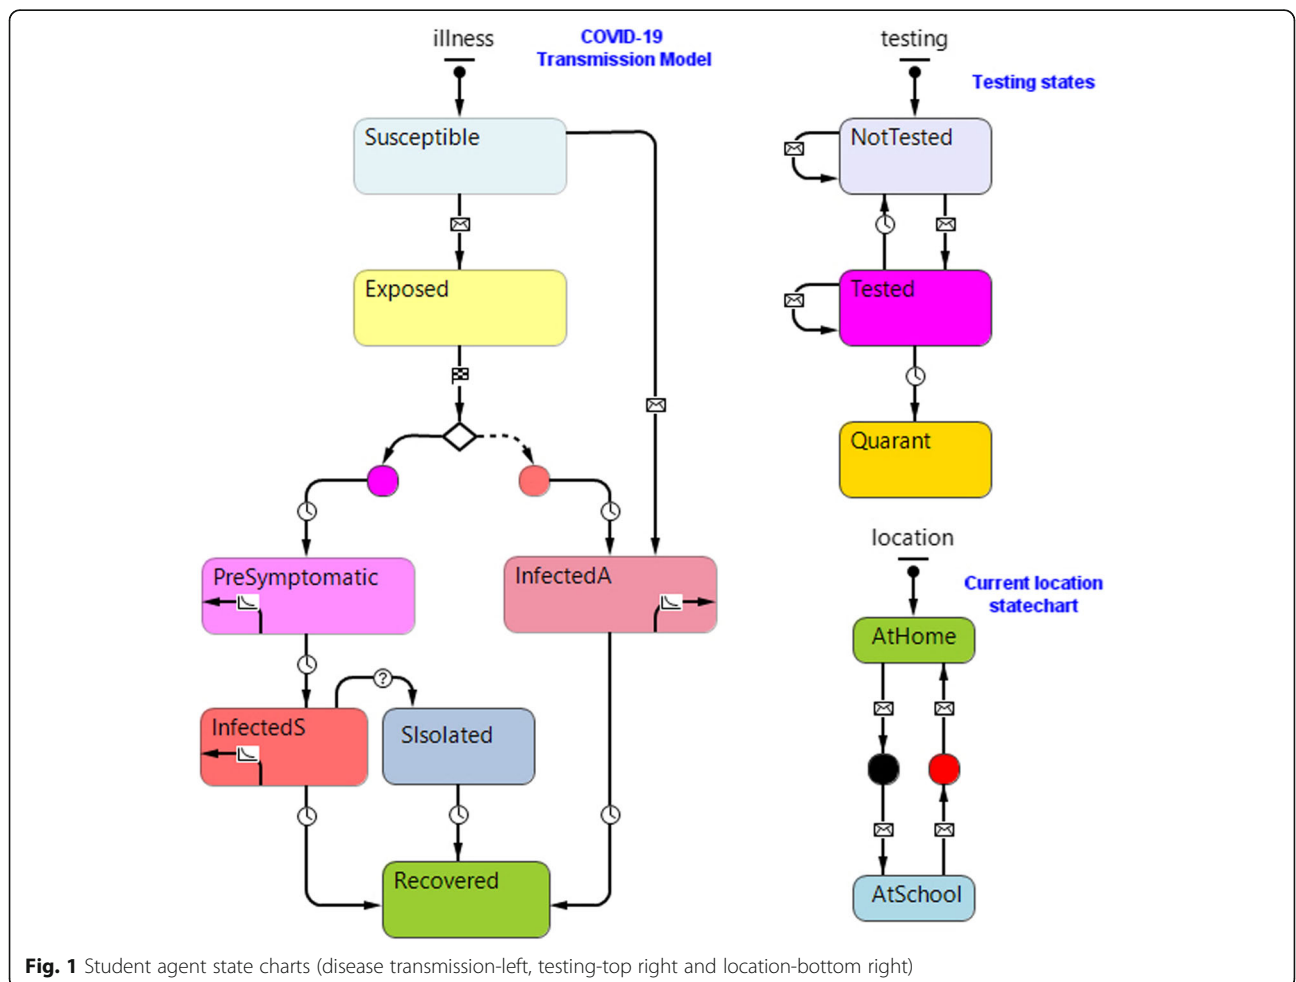 illness
COVID-19
Transmission Model
Susceptible
Exposed
PreSymptomatic
InfectedA
InfectedS
?
SIsolated
Recovered
testing
Testing states
NotTested
Tested
Quarant
location
Current location
statechart
AtHome
AtSchool
Fig. 1 Student agent state charts (disease transmission-left, testing-top right and location-bottom right)